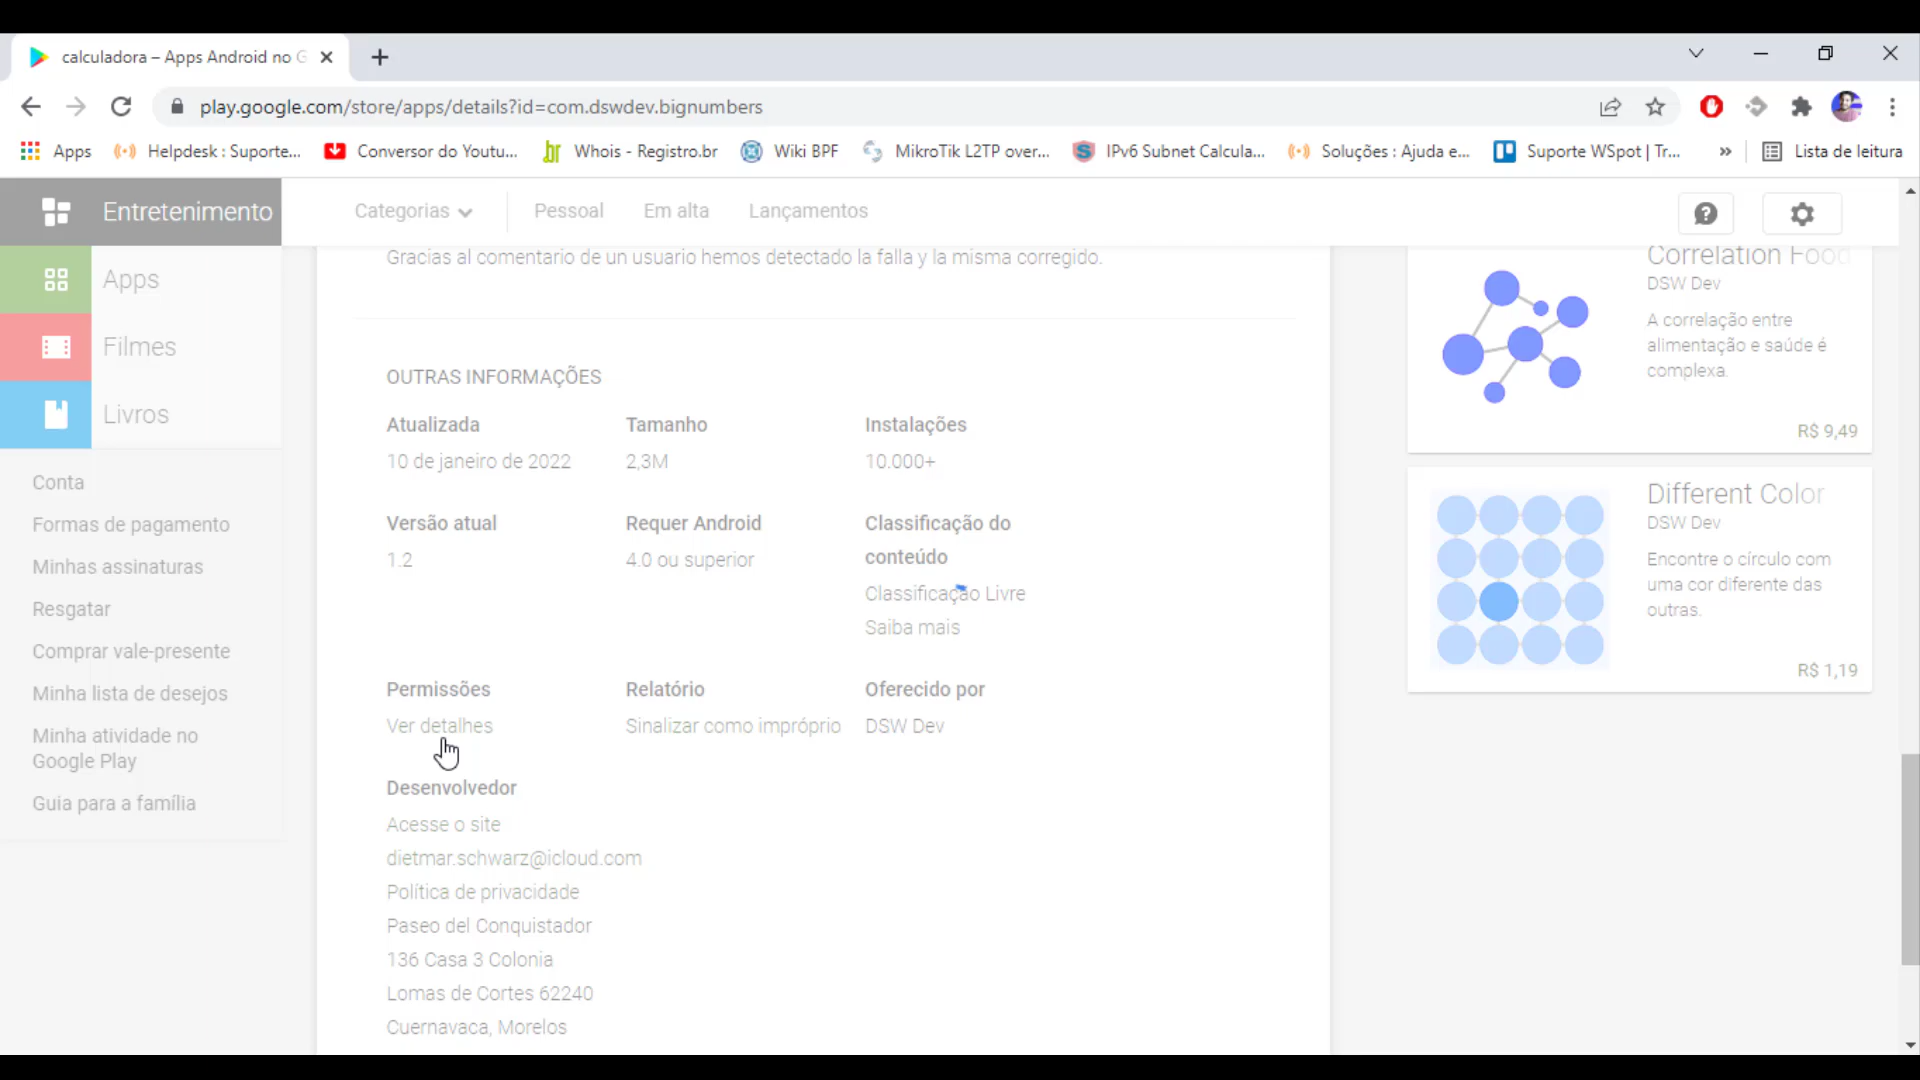 calculadora – Apps Android no G
play.google.com/store/apps/details?id=com.dswdev.bignumbers
Apps
Helpdesk : Suporte...
Conversor do Youtu...
Whois - Registro.br
Wiki BPF
MikroTik L2TP over...
IPv6 Subnet Calcula...
Soluções : Ajuda e...
Suporte WSpot | Tr...
»
Lista de leitura
Entretenimento
Categorias
Pessoal
Em alta
Lançamentos
Apps
Filmes
Livros
Conta
Formas de pagamento
Minhas assinaturas
Resgatar
Comprar vale-presente
Minha lista de desejos
Minha atividade no
Google Play
Guia para a família
Gracias al comentario de un usuario hemos detectado la falla y la misma corregido.
OUTRAS INFORMAÇÕES
Atualizada
10 de janeiro de 2022
Tamanho
2,3M
Instalações
10.000+
Versão atual
1.2
Requer Android
4.0 ou superior
Classificação do
conteúdo
Classificação Livre
Saiba mais
Permissões
Ver detalhes
Relatório
Sinalizar como impróprio
Oferecido por
DSW Dev
Desenvolvedor
Acesse o site
dietmar.schwarz@icloud.com
Política de privacidade
Paseo del Conquistador
136 Casa 3 Colonia
Lomas de Cortes 62240
Cuernavaca, Morelos
Correlation Food
DSW Dev
A correlação entre
alimentação e saúde é
complexa.
R$ 9,49
Different Color
DSW Dev
Encontre o círculo com
uma cor diferente das
outras.
R$ 1,19